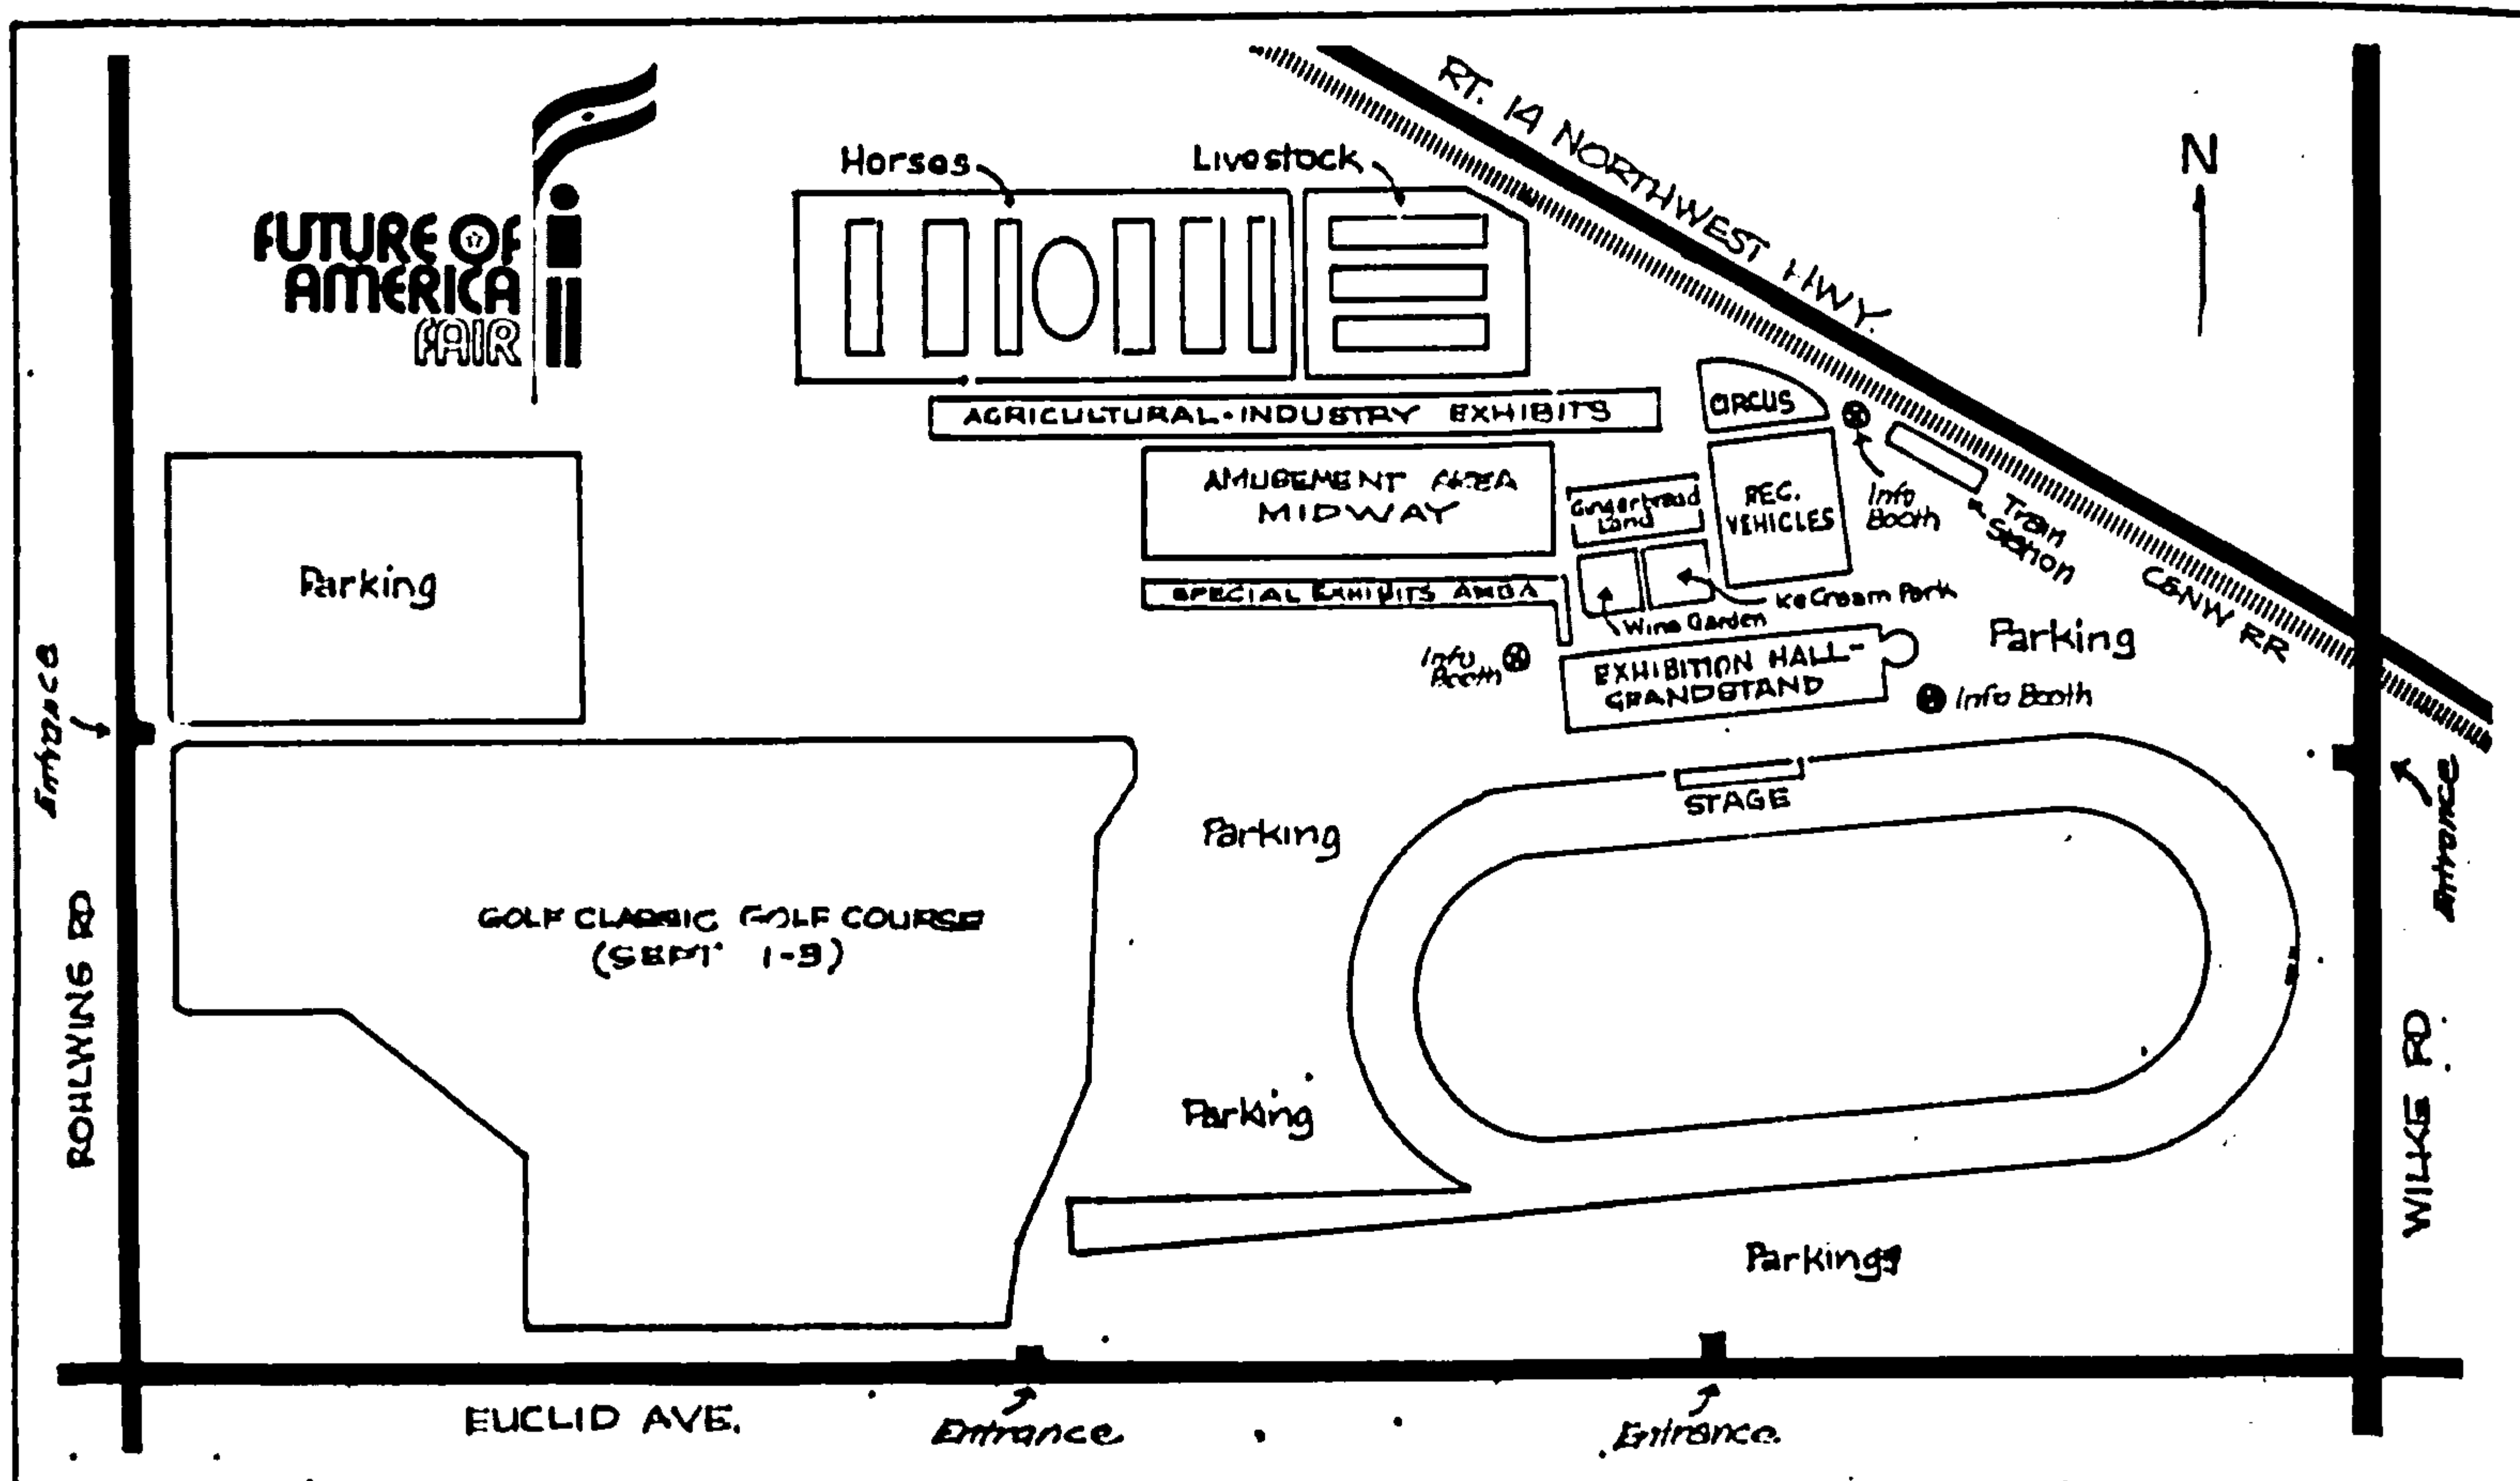 RT. 14 NORTHWEST HWY.
N
Horses
Livestock
FUTURE OF
AMERICA
FAIR
AGRICULTURAL-INDUSTRY EXHIBITS
CIRCUS
AMUSEMENT AREA
MIDWAY
Gingerbread
Land
REC.
VEHICLES
Info
Booth
Train
Station
C&NW RR
Parking
SPECIAL EXHIBITS AREA
Ice Cream Park
Wine Garden
Parking
Info
Booth
EXHIBITION HALL-
GRANDSTAND
Info Booth
Entrance
STAGE
Entrance
Parking
GOLF CLASSIC GOLF COURSE
(SEPT 1-9)
ROHLWING RD
WILKE RD
Parking
Parking
EUCLID AVE.
Entrance
Entrance